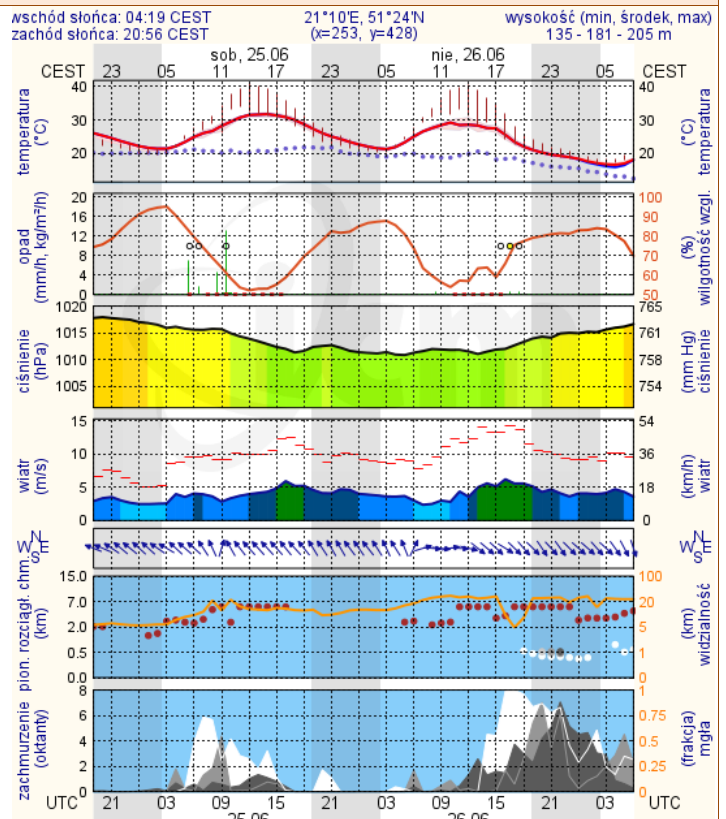 wschód słońca: 04:19 CEST 21°10'E, 51°24'N wysokość (min, środek, max)
zachód słońca: 20:56 CEST (x=253, y=428) 135 - 181 - 205 m
sob, 25.06 nie, 26.06
CEST 23 05 11 17 23 05 11 17 23 05 CEST
temperatura
(°C)
40 40
30 30
20 20
(°C)
temperatura
opad
(mm/h, kg/m²/h)
20 100
16 90
12 80
8 70
4 60
0 50
(%)
wilgotność wzgl.
ciśnienie
(hPa)
1020 765
1015 761
1010 758
1005 754
(mm Hg)
ciśnienie
wiatr
(m/s)
15 54
10 36
5 18
0 0
(km/h)
wiatr
N
W E
S
N
W E
S
pion. rozciągł. chm.
(km)
15.0 100
7.0 20
2.0 5
0.5 1
0.0 0
(km)
widzialność
zachmurzenie
(oktanty)
8 1
6 0.75
4 0.5
2 0.25
0 0
(frakcja)
mgła
UTC 21 03 09 15 21 03 09 15 21 03 UTC
25.06 26.06